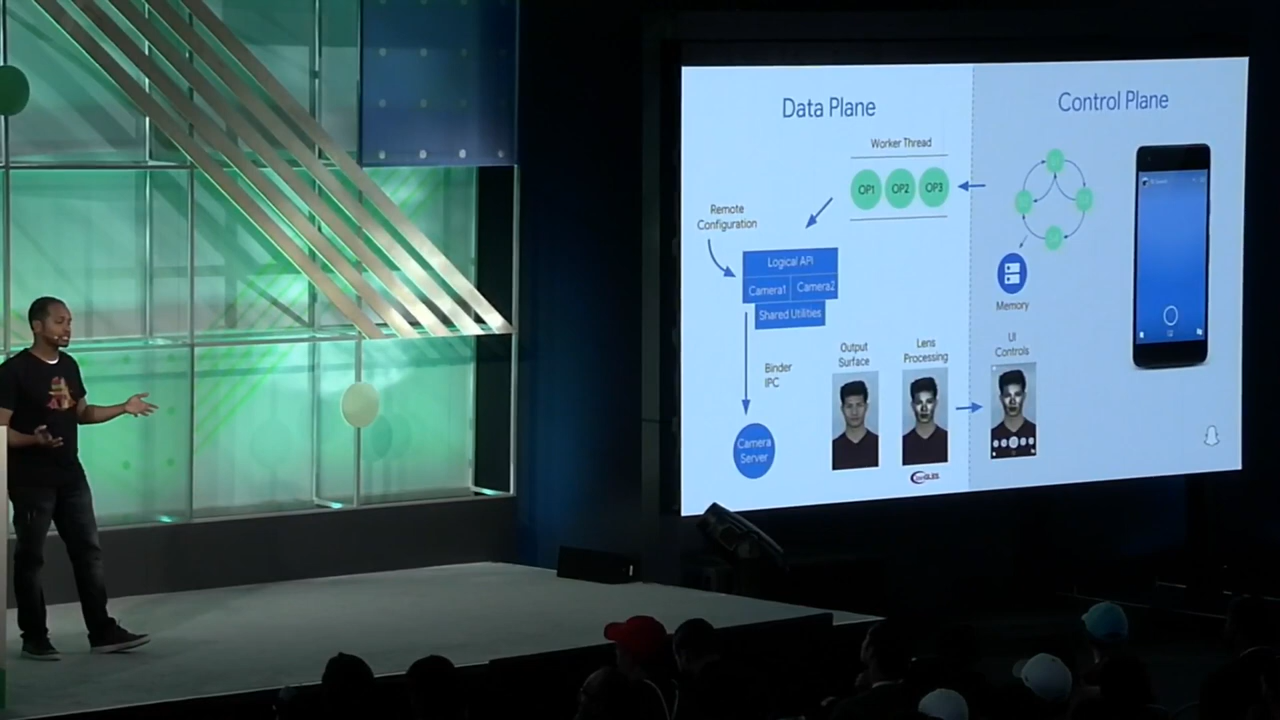 Data Plane
Control Plane
Worker Thread
OP1 OP2 OP3
Remote
Configuration
Logical API
Camera1 Camera2
Shared Utilities
Memory
Binder
IPC
Output
Surface
Lens
Processing
UI
Controls
Camera
Server